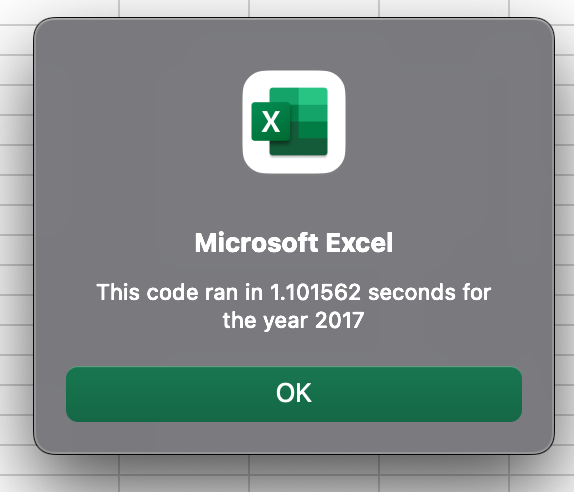 X
Microsoft Excel
This code ran in 1.101562 seconds for
the year 2017
OK